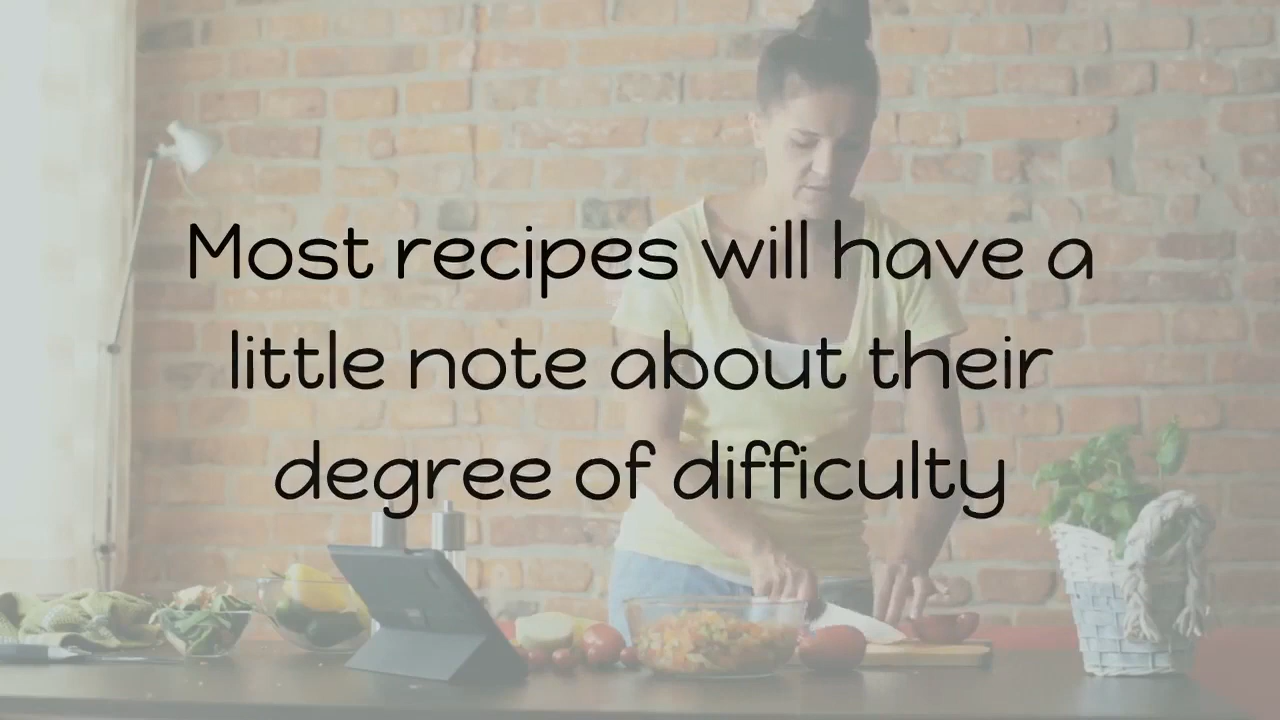 Most recipes will have a
little note about their
degree of difficulty